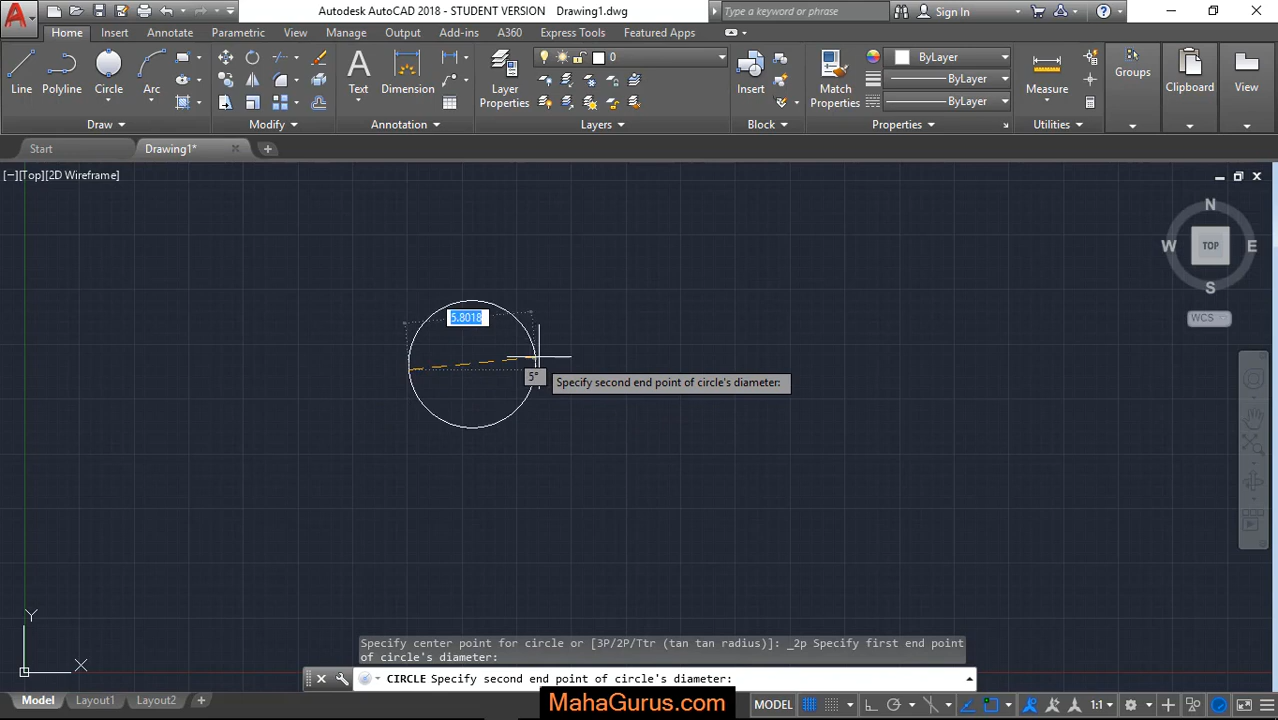 Autodesk AutoCAD 2018 - STUDENT VERSION Drawing1.dwg
Type a keyword or phrase
Sign In
Home Insert Annotate Parametric View Manage Output Add-ins A360 Express Tools Featured Apps
0
ByLayer
ByLayer
ByLayer
Line Polyline Circle Arc
Text Dimension
Layer
Properties
Insert
Match
Properties
Measure
Groups
Clipboard
View
Draw Modify Annotation Layers Block Properties Utilities
Start Drawing1*
[−][Top][2D Wireframe]
N
W TOP E
S
WCS
5.8018
5°
Specify second end point of circle's diameter:
Y
X
Specify center point for circle or [3P/2P/Ttr (tan tan radius)]: _2p Specify first end point
of circle's diameter:
CIRCLE Specify second end point of circle's diameter:
Model Layout1 Layout2
MahaGurus.com
MODEL 1:1